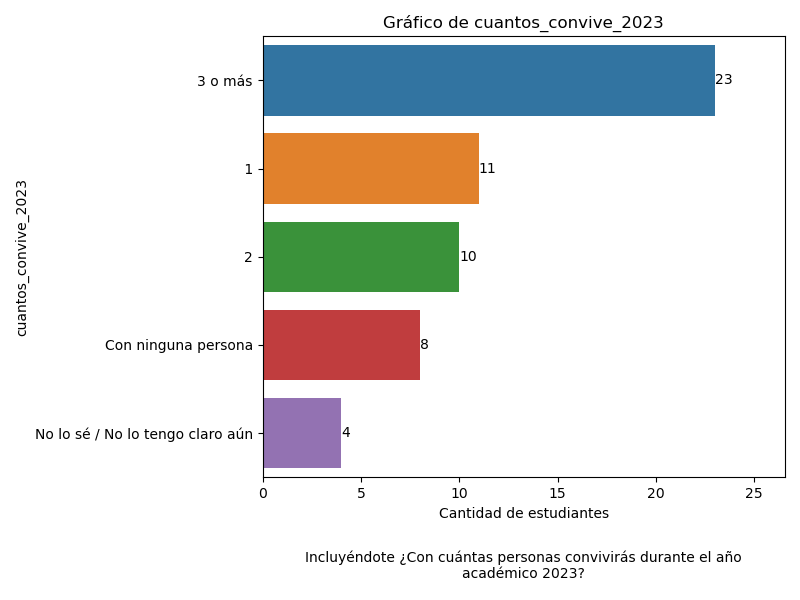 Gráfico de cuantos_convive_2023
cuantos_convive_2023
3 o más
23
1
11
2
10
Con ninguna persona
8
No lo sé / No lo tengo claro aún
4
0 5 10 15 20 25
Cantidad de estudiantes
Incluyéndote ¿Con cuántas personas convivirás durante el año
académico 2023?